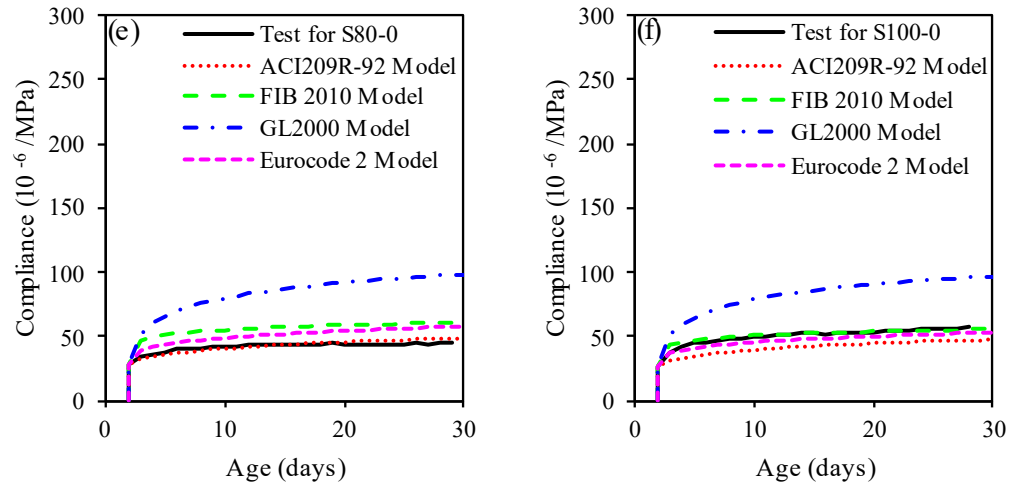 (e)
Test for S80-0
ACI209R-92 Model
FIB 2010 Model
GL2000 Model
Eurocode 2 Model
Compliance (10 -6 /MPa)
300
250
200
150
100
50
0
0 10 20 30
Age (days)
(f)
Test for S100-0
ACI209R-92 Model
FIB 2010 Model
GL2000 Model
Eurocode 2 Model
Compliance (10 -6 /MPa)
300
250
200
150
100
50
0
0 10 20 30
Age (days)